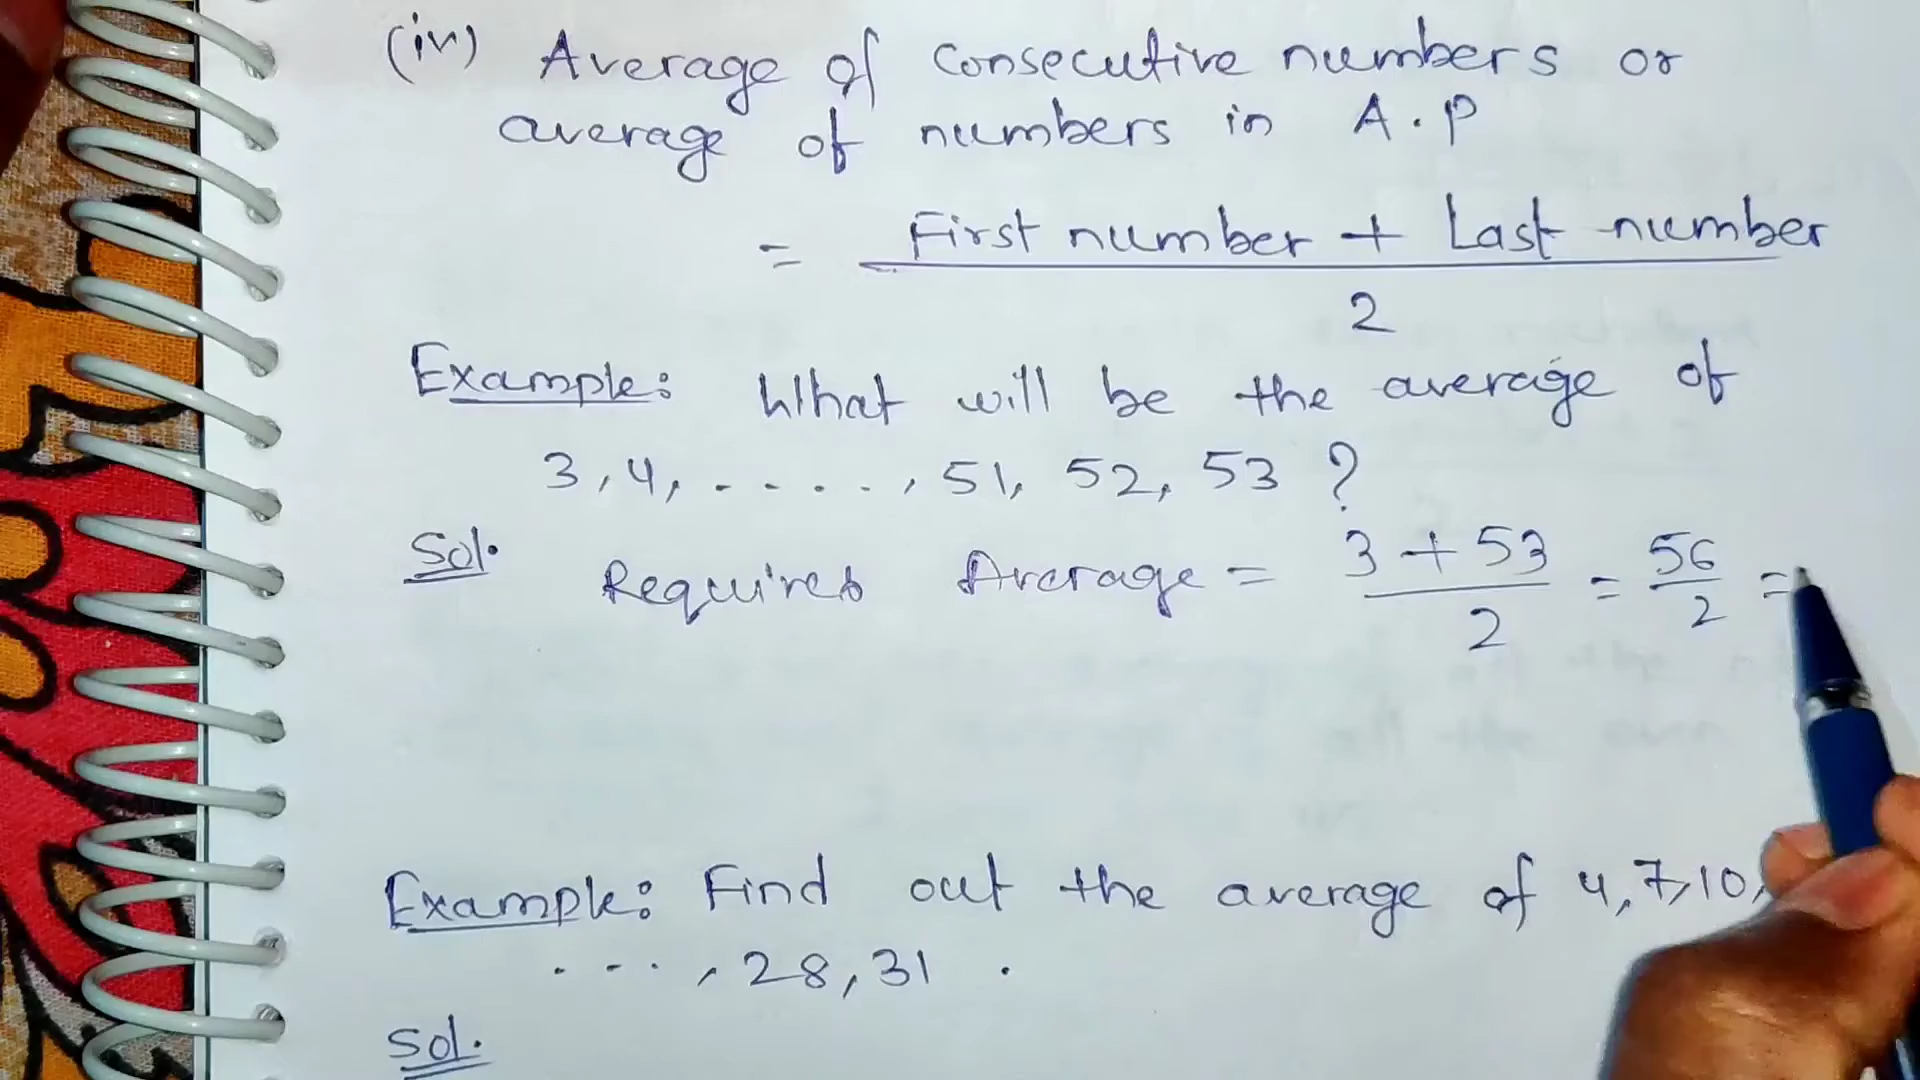 (iv) Average of consecutive numbers or
average of numbers in A.P
= First number + Last number
2
Example: What will be the average of
3, 4, ....., 51, 52, 53 ?
Sol. Required Average = 3 + 53 / 2 = 56 / 2 =
Example: Find out the average of 4, 7, 10,
..., 28, 31 .
Sol.